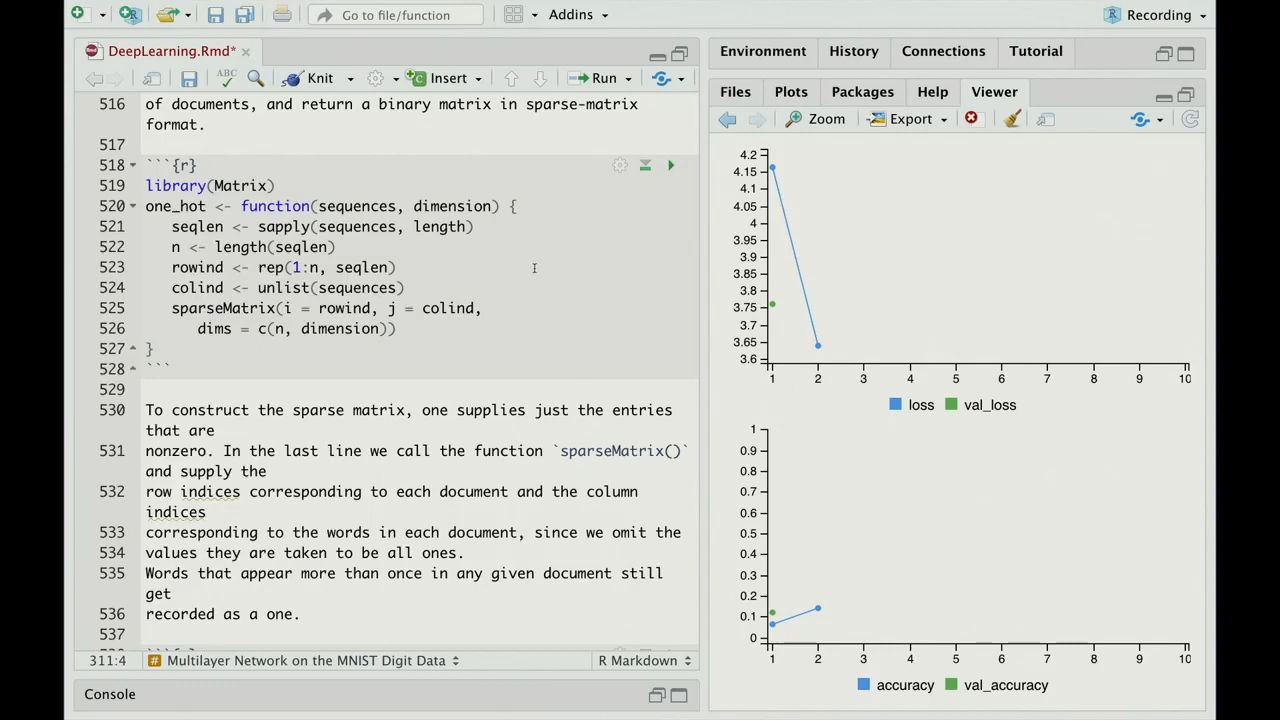 Go to file/function
Addins
Recording
DeepLearning.Rmd*
Environment
History
Connections
Tutorial
ABC
Knit
Insert
Run
Files
Plots
Packages
Help
Viewer
Zoom
Export
516 of documents, and return a binary matrix in sparse-matrix
format.
517
518 ```{r}
519 library(Matrix)
520 one_hot <- function(sequences, dimension) {
521 seqlen <- sapply(sequences, length)
522 n <- length(seqlen)
523 rowind <- rep(1:n, seqlen)
524 colind <- unlist(sequences)
525 sparseMatrix(i = rowind, j = colind,
526 dims = c(n, dimension))
527 }
528 ```
529
530 To construct the sparse matrix, one supplies just the entries
that are
531 nonzero. In the last line we call the function `sparseMatrix()`
and supply the
532 row indices corresponding to each document and the column
indices
533 corresponding to the words in each document, since we omit the
534 values they are taken to be all ones.
535 Words that appear more than once in any given document still
get
536 recorded as a one.
537
311:4
# Multilayer Network on the MNIST Digit Data
R Markdown
Console
4.2
4.15
4.1
4.05
4
3.95
3.9
3.85
3.8
3.75
3.7
3.65
3.6
1 2 3 4 5 6 7 8 9 10
loss val_loss
1
0.9
0.8
0.7
0.6
0.5
0.4
0.3
0.2
0.1
0
1 2 3 4 5 6 7 8 9 10
accuracy val_accuracy